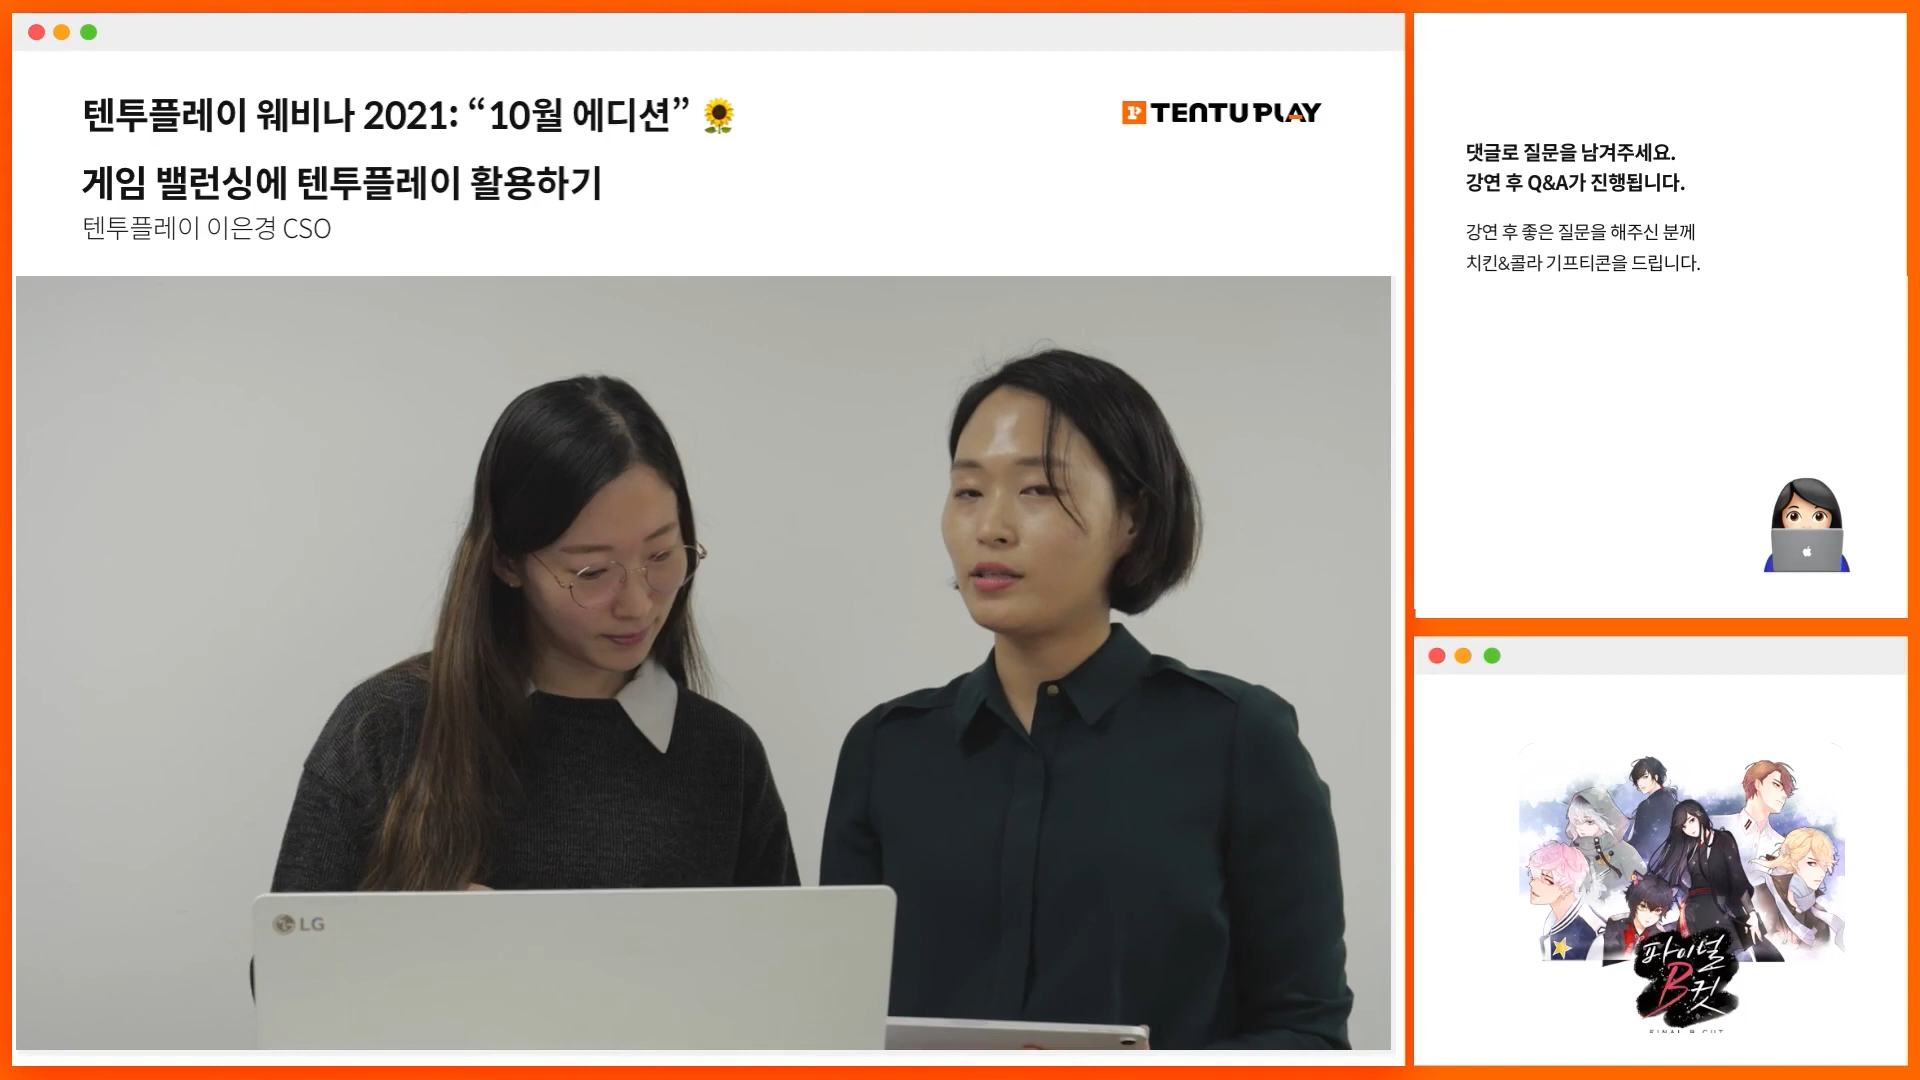 텐투플레이 웨비나 2021: “10월 에디션” 🌻
TENTUPLAY
게임 밸런싱에 텐투플레이 활용하기
텐투플레이 이은경 CSO
댓글로 질문을 남겨주세요.
강연 후 Q&A가 진행됩니다.
강연 후 좋은 질문을 해주신 분께
치킨&콜라 기프티콘을 드립니다.
LG
파이널
B컷
FINAL B CUT